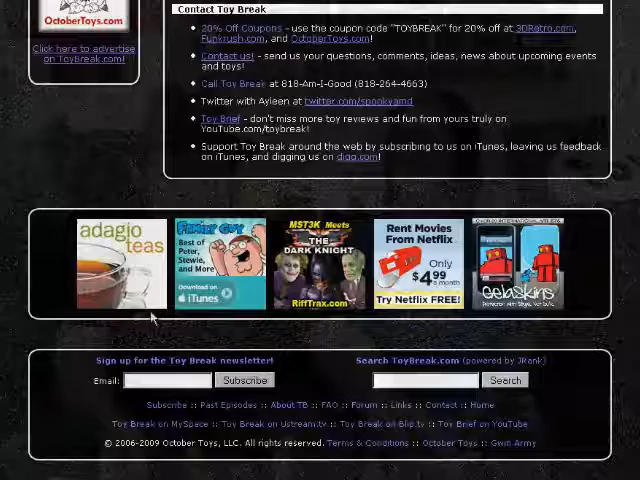 OctoberToys.com
Click here to advertise
on ToyBreak.com!
Contact Toy Break
20% Off Coupons - use the coupon code "TOYBREAK" for 20% off at 3DRetro.com,
Funkrush.com, and OctoberToys.com!
Contact us! - send us your questions, comments, ideas, news about upcoming events
and toys!
Call Toy Break at 818-Am-I-Good (818-264-4663)
Twitter with Ayleen at twitter.com/spookyamd
Toy Brief - don't miss more toy reviews and fun from yours truly on
YouTube.com/toybreak!
Support Toy Break around the web by subscribing to us on iTunes, leaving us feedback
on iTunes, and digging us on digg.com!
adagio
teas
FAMILY GUY
Best of
Peter,
Stewie,
and More
Download on
iTunes
MST3K Meets
THE
DARK KNIGHT
RiffTrax.com
Rent Movies
From Netflix
Only
$4.99
a month
Try Netflix FREE!
GelaSkins
Sign up for the Toy Break newsletter!
Email:
Subscribe
Search ToyBreak.com (powered by JRank)
Search
Subscribe :: Past Episodes :: About TB :: FAQ :: Forum :: Links :: Contact :: Home
Toy Break on MySpace :: Toy Break on Ustream.tv :: Toy Break on Blip.tv :: Toy Brief on YouTube
© 2006-2009 October Toys, LLC. All rights reserved. Terms & Conditions :: October Toys :: Gwin Army